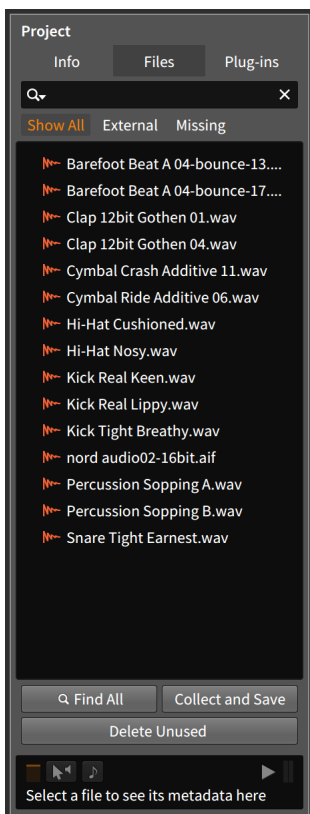 Project
Info Files Plug-ins
Show All External Missing
Barefoot Beat A 04-bounce-13....
Barefoot Beat A 04-bounce-17....
Clap 12bit Gothen 01.wav
Clap 12bit Gothen 04.wav
Cymbal Crash Additive 11.wav
Cymbal Ride Additive 06.wav
Hi-Hat Cushioned.wav
Hi-Hat Nosy.wav
Kick Real Keen.wav
Kick Real Lippy.wav
Kick Tight Breathy.wav
nord audio02-16bit.aif
Percussion Sopping A.wav
Percussion Sopping B.wav
Snare Tight Earnest.wav
Find All Collect and Save
Delete Unused
Select a file to see its metadata here